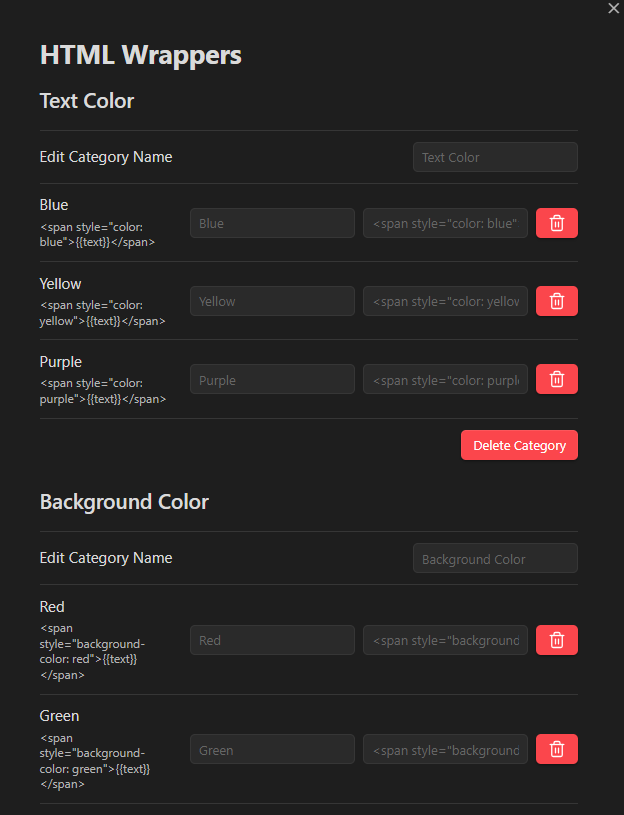 HTML Wrappers
Text Color
Edit Category Name
Text Color
Blue
<span style="color:
blue">{{text}}</span>
Blue
<span style="color: blue"
Yellow
<span style="color:
yellow">{{text}}</span>
Yellow
<span style="color: yellow
Purple
<span style="color:
purple">{{text}}</span>
Purple
<span style="color: purpl
Delete Category
Background Color
Edit Category Name
Background Color
Red
<span
style="background-
color: red">{{text}}
</span>
Red
<span style="background
Green
<span
style="background-
color: green">{{text}}
</span>
Green
<span style="background